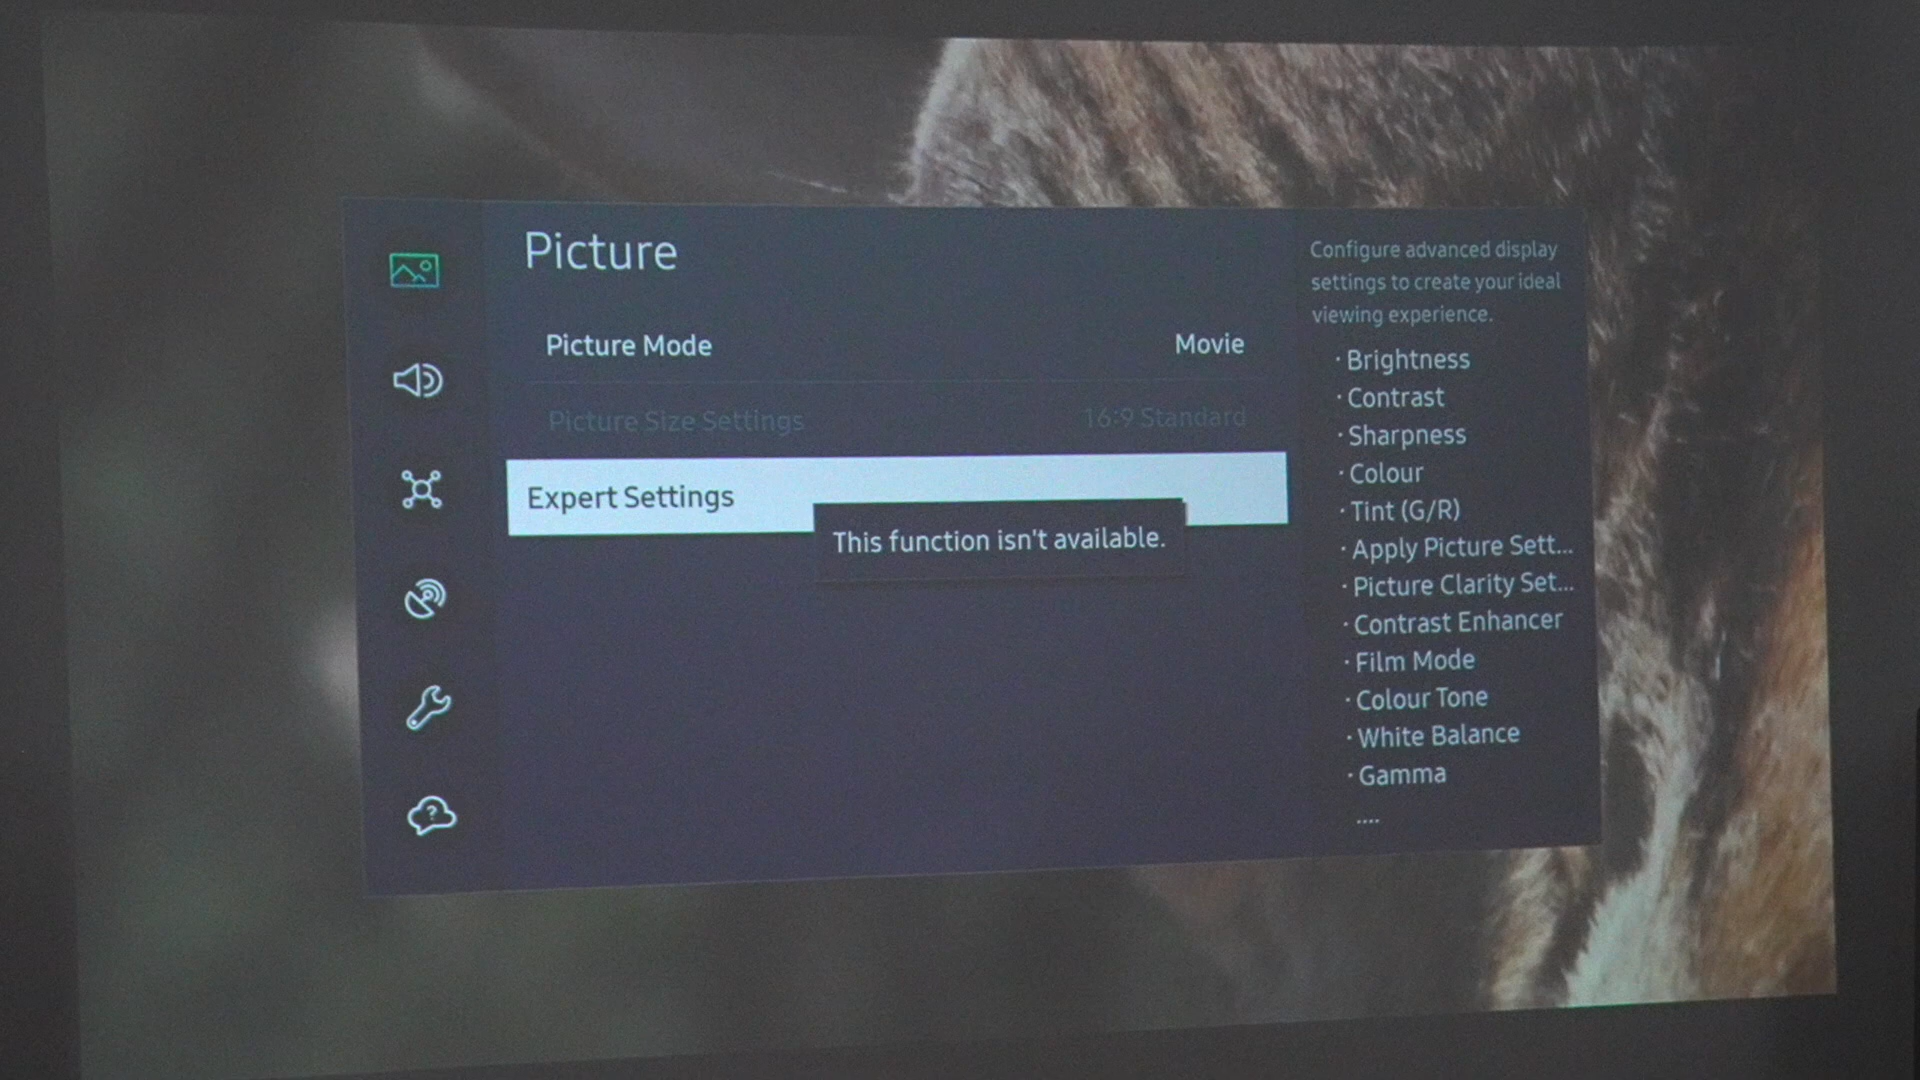 Picture
Picture Mode Movie
Picture Size Settings 16:9 Standard
Expert Settings
This function isn't available.
Configure advanced display
settings to create your ideal
viewing experience.
· Brightness
· Contrast
· Sharpness
· Colour
· Tint (G/R)
· Apply Picture Sett...
· Picture Clarity Set...
· Contrast Enhancer
· Film Mode
· Colour Tone
· White Balance
· Gamma
....
?